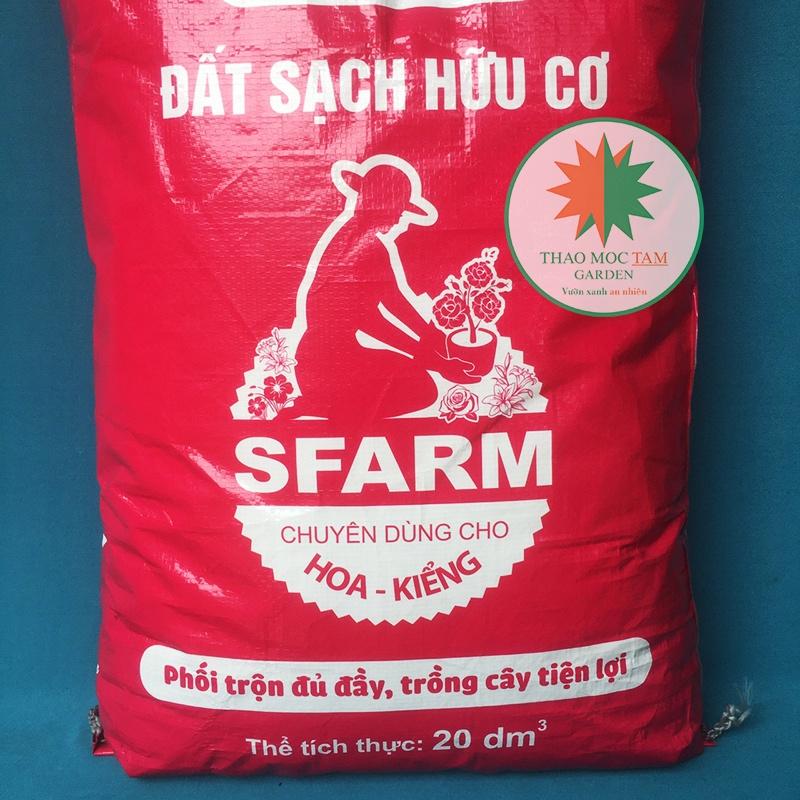 ĐẤT SẠCH HỮU CƠ
THAO MOC TAM
GARDEN
Vườn xanh an nhiên
SFARM
CHUYÊN DÙNG CHO
HOA - KIỂNG
Phối trộn đủ đầy, trồng cây tiện lợi
Thể tích thực: 20 dm³